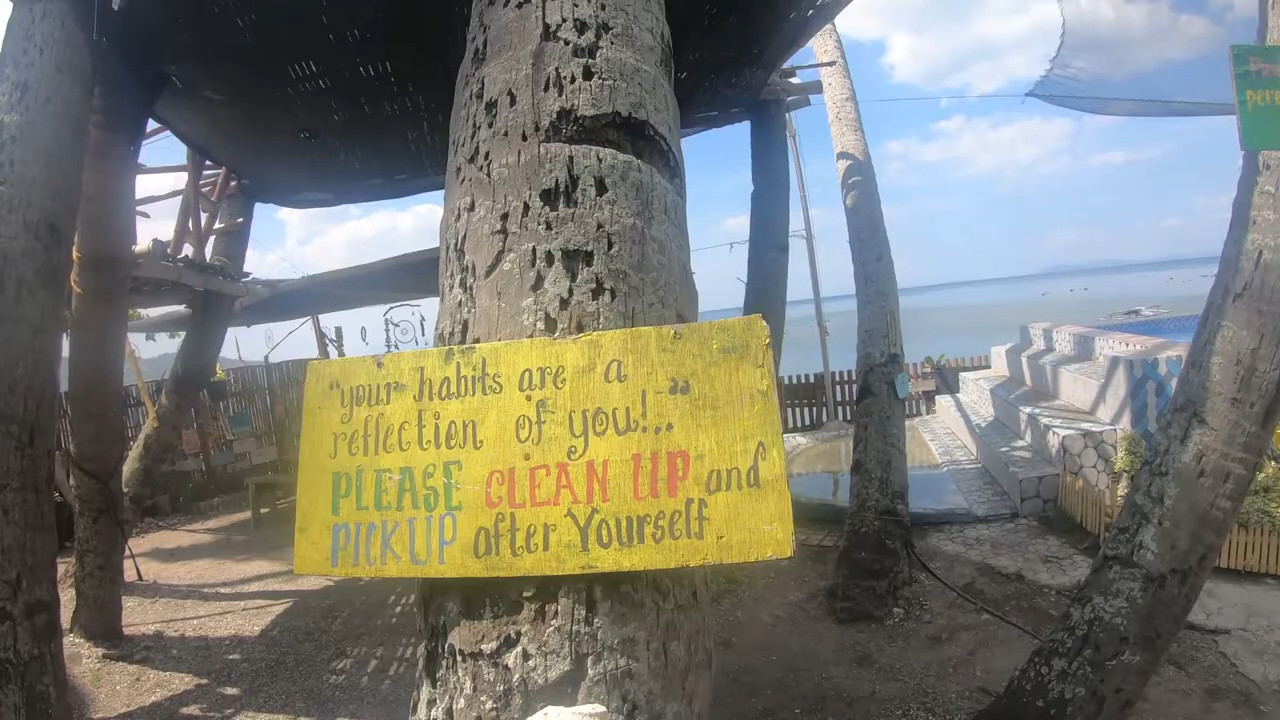 "your habits are a
reflection of you!.."
PLEASE CLEAN UP and
PICKUP after Yourself